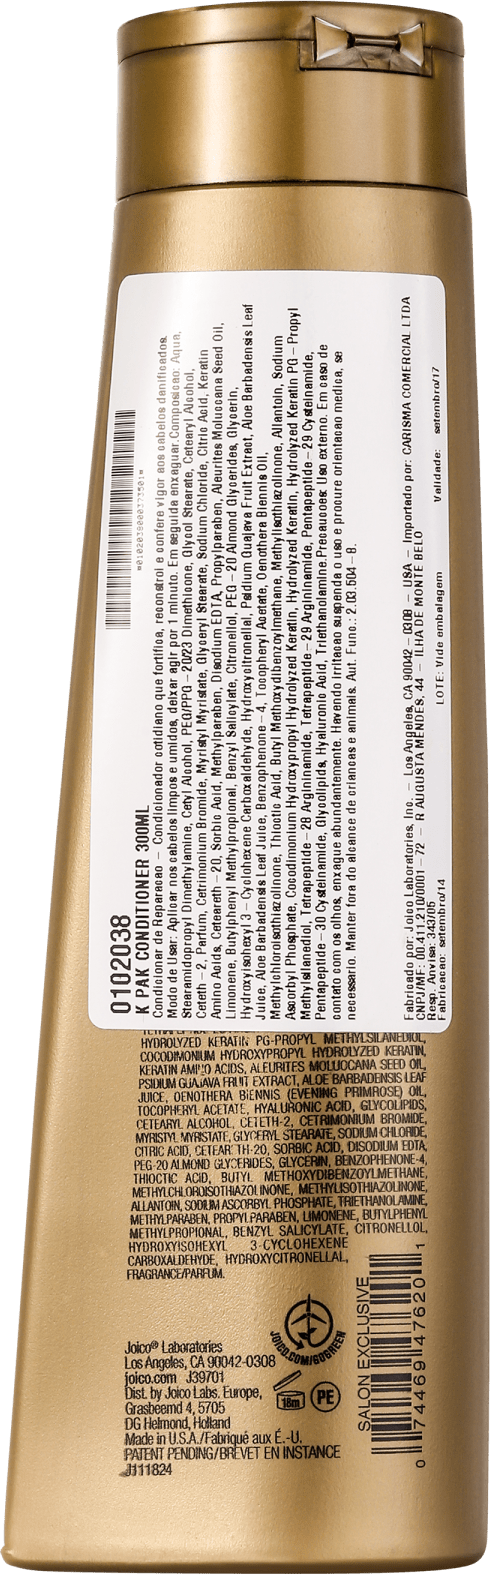 0102038
K PAK CONDITIONER 300ML
*01020380000373501*
Condicionar de Reparacao - Condicionador cotidiano que fortifica, reconstroi e confere vigor aos cabelos danificados.
Modo de Usar: Aplicar nos cabelos limpos e umidos, deixar agir por 1 minuto. Em seguida enxaguar.Composicao: Aqua,
Stearamidopropyl Dimethylamine, Cetyl Alcohol, PEG/PPG-20/23 Dimethicone, Glycol Stearate, Cetearyl Alcohol,
Ceteth-2, Parfum, Cetrimonium Bromide, Myristyl Myristate, Glyceryl Stearate, Sodium Chloride, Citric Acid, Keratin
Amino Acids, Ceteareth-20, Sorbic Acid, Methylparaben, Disodium EDTA, Propylparaben, Aleurites Moluccana Seed Oil,
Limonene, Butylphenyl Methylpropional, Benzyl Salicylate, Citronellol, PEG-20 Almond Glycerides, Glycerin,
Hydroxyisohexyl 3-Cyclohexene Carboxaldehyde, Hydroxycitronellal, Psidium Guajava Fruit Extract, Aloe Barbadensis Leaf
Juice, Aloe Barbadensis Leaf Juice, Benzophenone-4, Tocopheryl Acetate, Oenothera Biennis Oil,
Methylchloroisothiazolinone, Thioctic Acid, Butyl Methoxydibenzoylmethane, Methylisothiazolinone, Allantoin, Sodium
Ascorbyl Phosphate, Cocodimonium Hydroxypropyl Hydrolyzed Keratin, Hydrolyzed Keratin, Hydrolyzed Keratin PG-Propyl
Methylsilanediol, Tetrapeptide-28 Argininamide, Tetrapeptide-29 Argininamide, Pentapeptide-29 Cysteinamide,
Pentapeptide-30 Cysteinamide, Glycolipids, Hyaluronic Acid, Triethanolamine.Precaucoes: Uso externo. Em caso de
contato com os olhos, enxague abundantemente. Havendo irritacao suspenda o uso e procure orientacao medica, se
necessario. Manter fora do alcance de criancas e animais. Aut. Func.: 2.03.504-8.
Fabricado por: Joico Laboratories, Inc. - Los Angeles, CA 90042-0308 - USA - Importado por: CARISMA COMERCIAL LTDA
CNPJ/MF: 00.411.210/0001-72 - R AUGUSTA MENDES, 44 - ILHA DE MONTE BELO
Resp. Anvisa: 343/05
Fabricacao: setembro/14 LOTE: Vide embalagem Validade: setembro/17
HYDROLYZED KERATIN PG-PROPYL METHYLSILANEDIOL,
COCODIMONIUM HYDROXYPROPYL HYDROLYZED KERATIN,
KERATIN AMINO ACIDS, ALEURITES MOLUCCANA SEED OIL,
PSIDIUM GUAJAVA FRUIT EXTRACT, ALOE BARBADENSIS LEAF
JUICE, OENOTHERA BIENNIS (EVENING PRIMROSE) OIL,
TOCOPHERYL ACETATE, HYALURONIC ACID, GLYCOLIPIDS,
CETEARYL ALCOHOL, CETETH-2, CETRIMONIUM BROMIDE,
MYRISTYL MYRISTATE, GLYCERYL STEARATE, SODIUM CHLORIDE,
CITRIC ACID, CETEARETH-20, SORBIC ACID, DISODIUM EDTA,
PEG-20 ALMOND GLYCERIDES, GLYCERIN, BENZOPHENONE-4,
THIOCTIC ACID, BUTYL METHOXYDIBENZOYLMETHANE,
METHYLCHLOROISOTHIAZOLINONE, METHYLISOTHIAZOLINONE,
ALLANTOIN, SODIUM ASCORBYL PHOSPHATE, TRIETHANOLAMINE,
METHYLPARABEN, PROPYLPARABEN, LIMONENE, BUTYLPHENYL
METHYLPROPIONAL, BENZYL SALICYLATE, CITRONELLOL,
HYDROXYISOHEXYL 3-CYCLOHEXENE
CARBOXALDEHYDE, HYDROXYCITRONELLAL,
FRAGRANCE/PARFUM.
JOICO.COM/GOGREEN
Joico® Laboratories
Los Angeles, CA 90042-0308
joico.com J39701
Dist. by Joico Labs. Europe,
Grasbeemd 4, 5705
DG Helmond, Holland
Made in U.S.A./Fabriqué aux É.-U.
PATENT PENDING/BREVET EN INSTANCE
J111824
18m
PE
SALON EXCLUSIVE
0 74469 47620 1